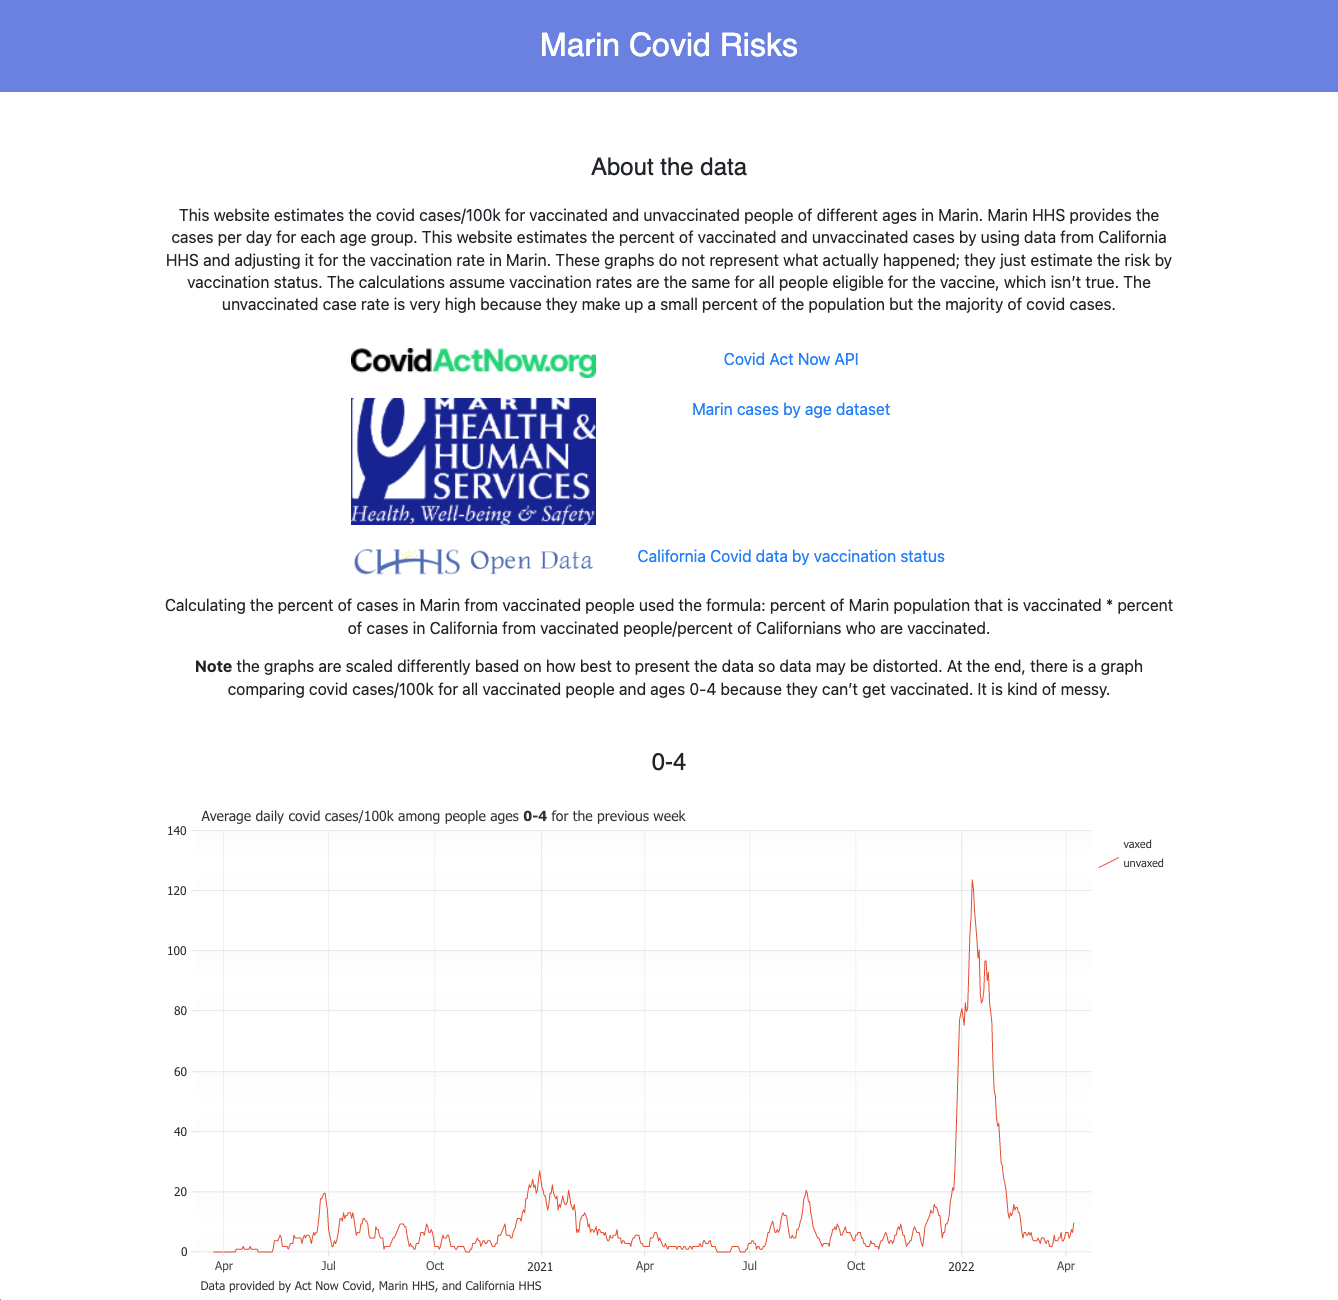 Marin Covid Risks
About the data
This website estimates the covid cases/100k for vaccinated and unvaccinated people of different ages in Marin. Marin HHS provides the
cases per day for each age group. This website estimates the percent of vaccinated and unvaccinated cases by using data from California
HHS and adjusting it for the vaccination rate in Marin. These graphs do not represent what actually happened; they just estimate the risk by
vaccination status. The calculations assume vaccination rates are the same for all people eligible for the vaccine, which isn’t true. The
unvaccinated case rate is very high because they make up a small percent of the population but the majority of covid cases.
CovidActNow.org
Covid Act Now API
MARIN
HEALTH &
HUMAN
SERVICES
Health, Well-being & Safety
Marin cases by age dataset
CHHS Open Data
California Covid data by vaccination status
Calculating the percent of cases in Marin from vaccinated people used the formula: percent of Marin population that is vaccinated * percent
of cases in California from vaccinated people/percent of Californians who are vaccinated.
Note the graphs are scaled differently based on how best to present the data so data may be distorted. At the end, there is a graph
comparing covid cases/100k for all vaccinated people and ages 0-4 because they can’t get vaccinated. It is kind of messy.
0-4
Average daily covid cases/100k among people ages 0-4 for the previous week
140
120
100
80
60
40
20
0
vaxed
unvaxed
Apr Jul Oct 2021 Apr Jul Oct 2022 Apr
Data provided by Act Now Covid, Marin HHS, and California HHS